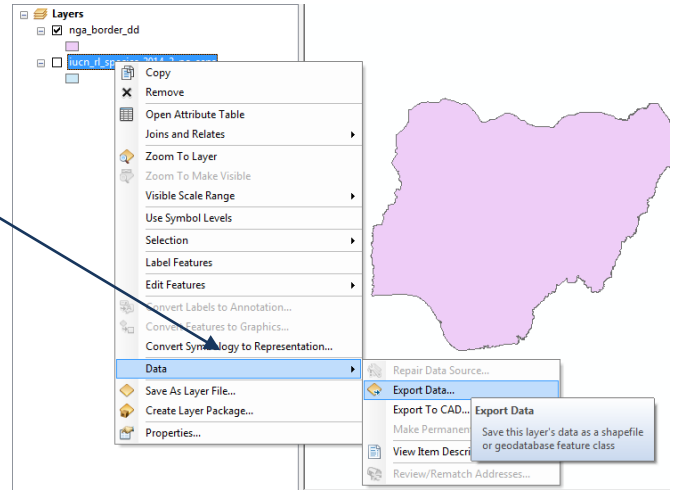 Layers
nga_border_dd
iucn_rl_species_2014_2_no_sens
Copy
Remove
Open Attribute Table
Joins and Relates
Zoom To Layer
Zoom To Make Visible
Visible Scale Range
Use Symbol Levels
Selection
Label Features
Edit Features
Convert Labels to Annotation...
Convert Features to Graphics...
Convert Symbology to Representation...
Data
Save As Layer File...
Create Layer Package...
Properties...
Repair Data Source...
Export Data...
Export To CAD...
Make Permanen
View Item Descri
Review/Rematch Addresses...
Export Data
Save this layer's data as a shapefile
or geodatabase feature class